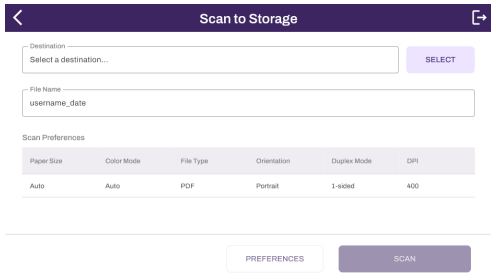 Scan to Storage
Destination
Select a destination...
SELECT
File Name
username_date
Scan Preferences
Paper Size Color Mode File Type Orientation Duplex Mode DPI
Auto Auto PDF Portrait 1-sided 400
PREFERENCES SCAN